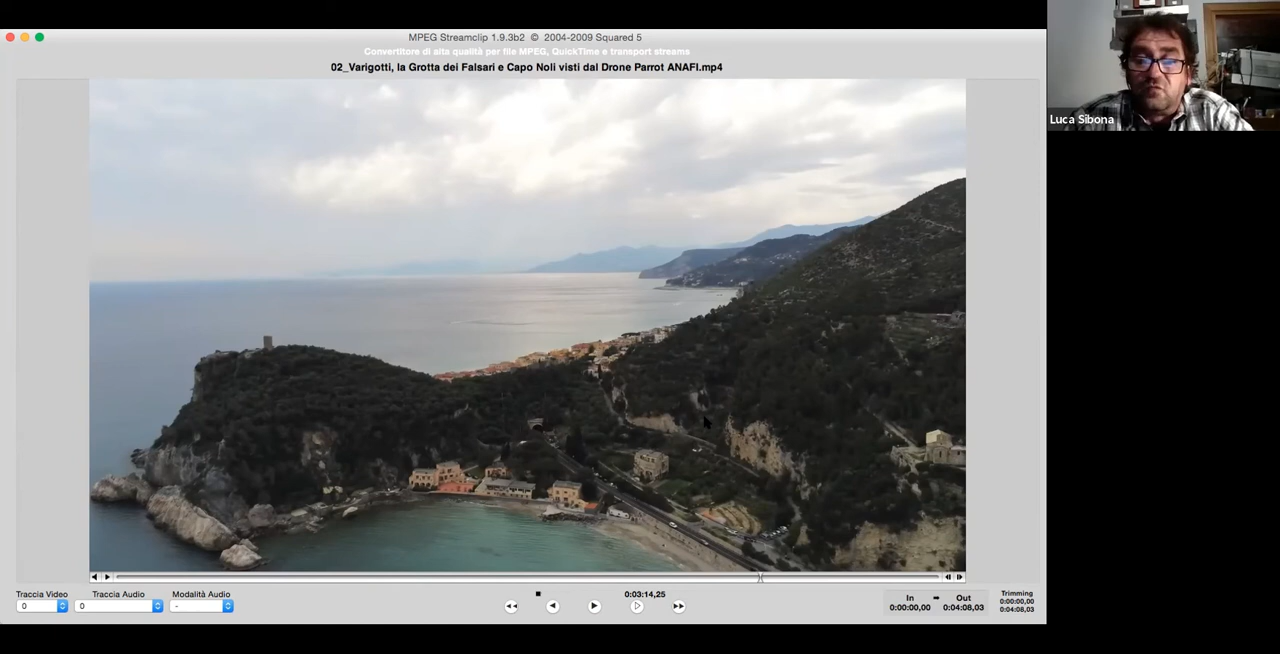 MPEG Streamclip 1.9.3b2 © 2004-2009 Squared 5
Convertitore di alta qualità per file MPEG, QuickTime e transport streams
02_Varigotti, la Grotta dei Falsari e Capo Noli visti dal Drone Parrot ANAFI.mp4
Luca Sibona
Traccia Video
Traccia Audio
Modalità Audio
0
0
-
0:03:14,25
In
Out
0:00:00,00
0:04:08,03
Trimming
0:00:00,00
0:04:08,03